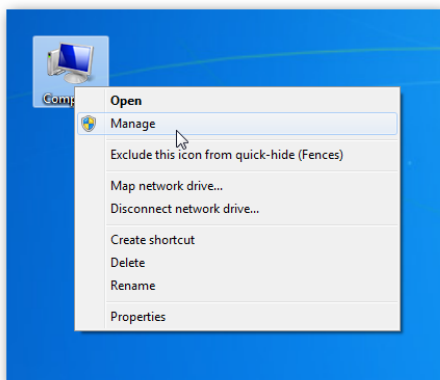 Open
Manage
Exclude this icon from quick-hide (Fences)
Map network drive...
Disconnect network drive...
Create shortcut
Delete
Rename
Properties